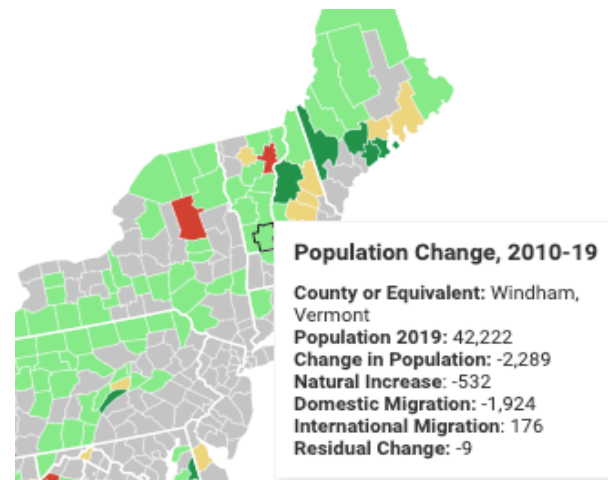 Population Change, 2010-19
County or Equivalent: Windham,
Vermont
Population 2019: 42,222
Change in Population: -2,289
Natural Increase: -532
Domestic Migration: -1,924
International Migration: 176
Residual Change: -9